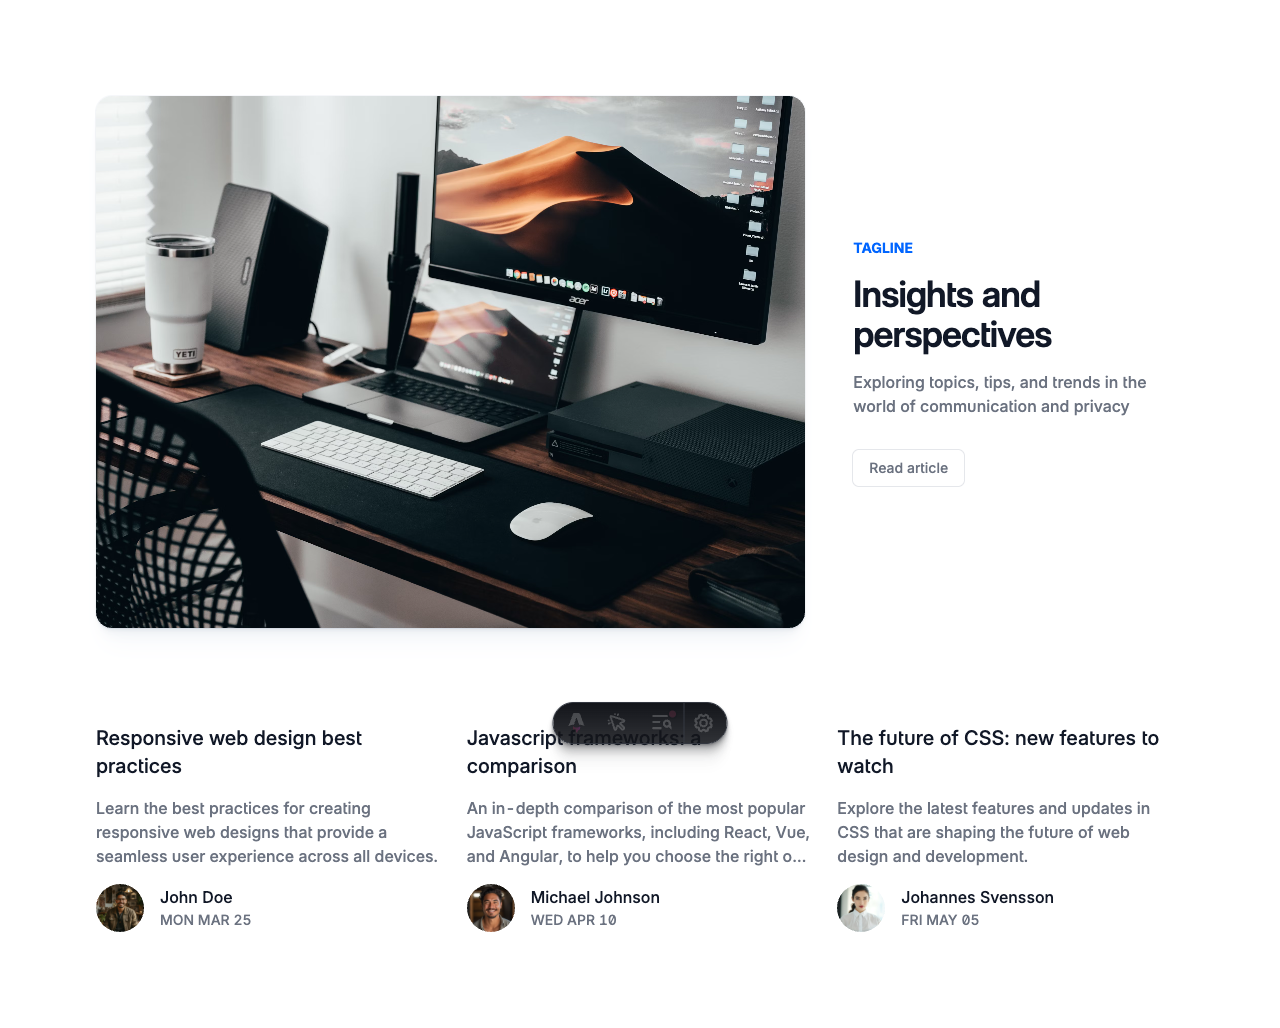 acer
YETI
TAGLINE
Insights and
perspectives
Exploring topics, tips, and trends in the
world of communication and privacy
Read article
Responsive web design best
practices
Learn the best practices for creating
responsive web designs that provide a
seamless user experience across all devices.
John Doe
MON MAR 25
Javascript frameworks: a
comparison
An in-depth comparison of the most popular
JavaScript frameworks, including React, Vue,
and Angular, to help you choose the right o...
Michael Johnson
WED APR 10
The future of CSS: new features to
watch
Explore the latest features and updates in
CSS that are shaping the future of web
design and development.
Johannes Svensson
FRI MAY 05